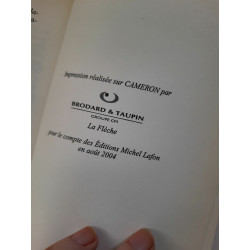 Impression réalisée sur CAMERON par
BRODARD & TAUPIN
GROUPE CPI
La Flèche
pour le compte des Éditions Michel Lafon
en août 2004